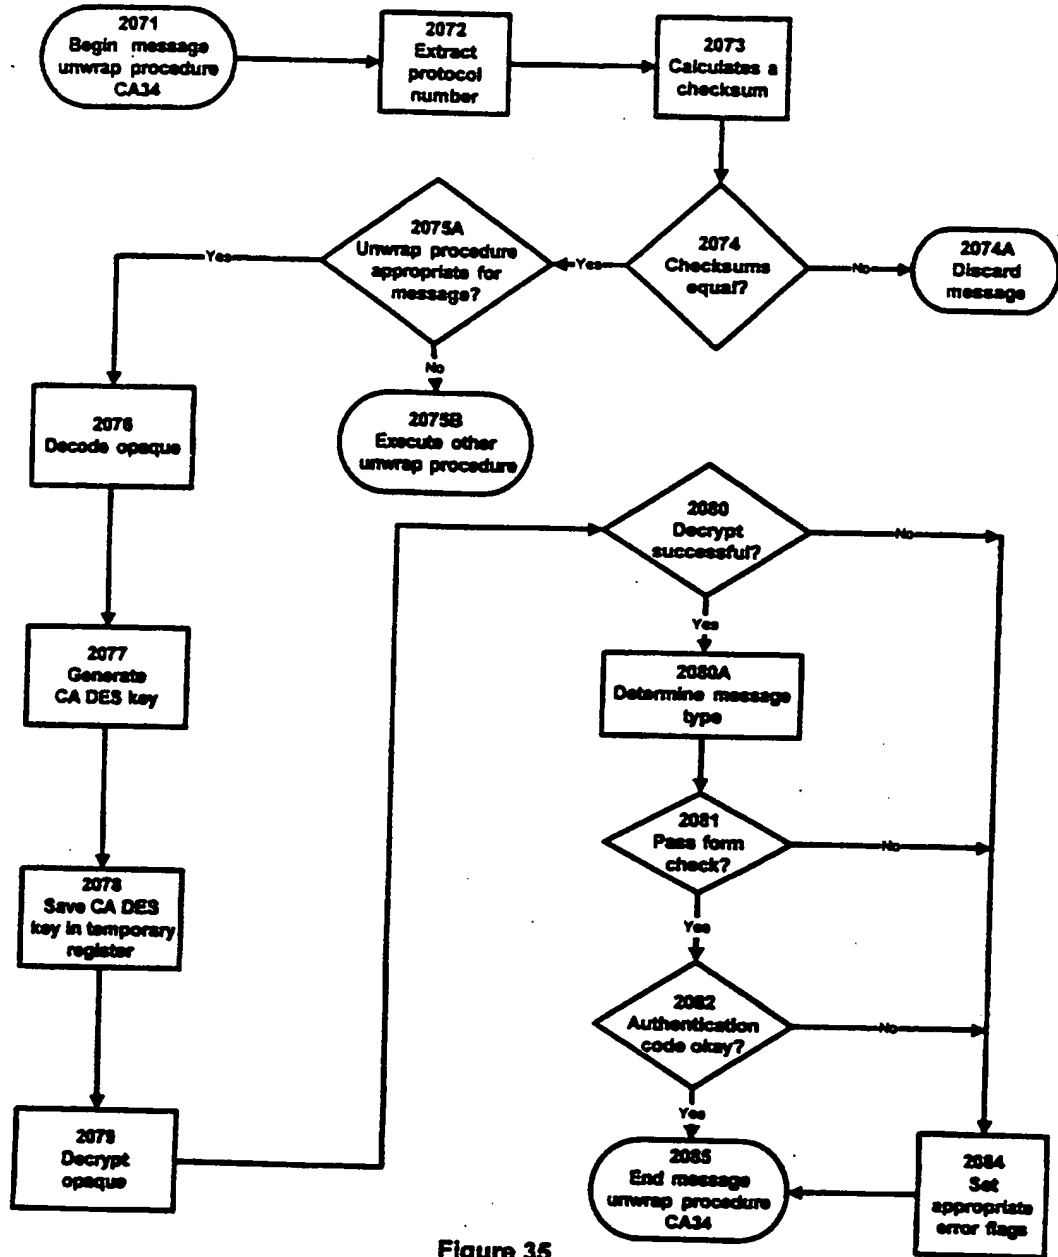 2071
Begin message
unwrap procedure
CA34
2072
Extract
protocol
number
2073
Calculates a
checksum
2074
Checksums
equal?
No
2074A
Discard
message
Yes
2075A
Unwrap procedure
appropriate for
message?
Yes
No
2075B
Execute other
unwrap procedure
2076
Decode opaque
2077
Generate
CA DES key
2078
Save CA DES
key in temporary
register
2079
Decrypt
opaque
2080
Decrypt
successful?
No
Yes
2080A
Determine message
type
2081
Pass form
check?
No
Yes
2082
Authentication
code okay?
No
Yes
2085
End message
unwrap procedure
CA34
2084
Set
appropriate
error flags
Figure 35